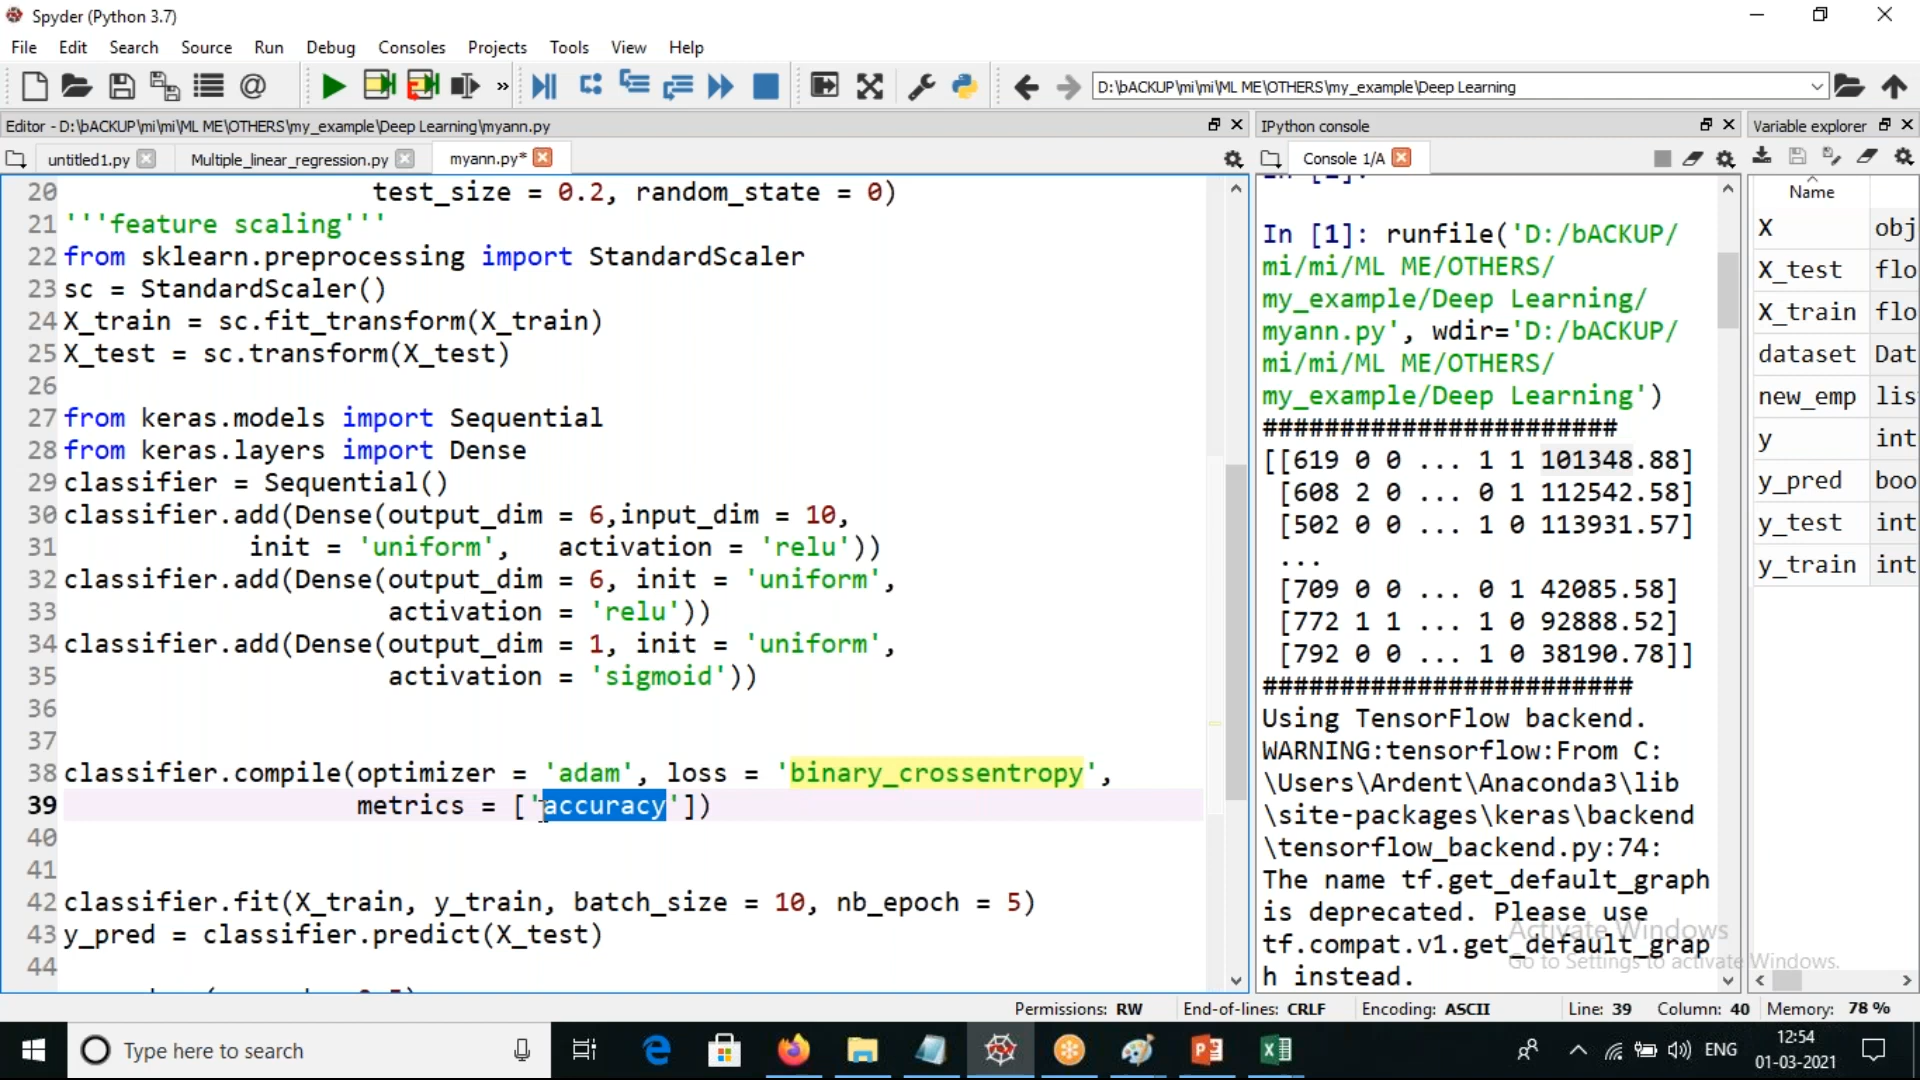 Spyder (Python 3.7)
File Edit Search Source Run Debug Consoles Projects Tools View Help
D:\bACKUP\mi\mi\ML ME\OTHERS\my_example\Deep Learning
Editor - D:\bACKUP\mi\mi\ML ME\OTHERS\my_example\Deep Learning\myann.py
untitled1.py Multiple_linear_regression.py myann.py*
20 test_size = 0.2, random_state = 0)
21 '''feature scaling'''
22 from sklearn.preprocessing import StandardScaler
23 sc = StandardScaler()
24 X_train = sc.fit_transform(X_train)
25 X_test = sc.transform(X_test)
26
27 from keras.models import Sequential
28 from keras.layers import Dense
29 classifier = Sequential()
30 classifier.add(Dense(output_dim = 6,input_dim = 10,
31 init = 'uniform', activation = 'relu'))
32 classifier.add(Dense(output_dim = 6, init = 'uniform',
33 activation = 'relu'))
34 classifier.add(Dense(output_dim = 1, init = 'uniform',
35 activation = 'sigmoid'))
36
37
38 classifier.compile(optimizer = 'adam', loss = 'binary_crossentropy',
39 metrics = ['accuracy'])
40
41
42 classifier.fit(X_train, y_train, batch_size = 10, nb_epoch = 5)
43 y_pred = classifier.predict(X_test)
44
IPython console
Console 1/A
In [1]: runfile('D:/bACKUP/
mi/mi/ML ME/OTHERS/
my_example/Deep Learning/
myann.py', wdir='D:/bACKUP/
mi/mi/ML ME/OTHERS/
my_example/Deep Learning')
#######################
[[619 0 0 ... 1 1 101348.88]
[608 2 0 ... 0 1 112542.58]
[502 0 0 ... 1 0 113931.57]
...
[709 0 0 ... 0 1 42085.58]
[772 1 1 ... 1 0 92888.52]
[792 0 0 ... 1 0 38190.78]]
########################
Using TensorFlow backend.
WARNING:tensorflow:From C:
\Users\Ardent\Anaconda3\lib
\site-packages\keras\backend
\tensorflow_backend.py:74:
The name tf.get_default_graph
is deprecated. Please use
tf.compat.v1.get_default_grap
h instead.
Variable explorer
Name
X obj
X_test flo
X_train flo
dataset Dat
new_emp lis
y int
y_pred boo
y_test int
y_train int
Activate Windows
Go to Settings to activate Windows.
Permissions: RW End-of-lines: CRLF Encoding: ASCII Line: 39 Column: 40 Memory: 78 %
Type here to search
ENG
12:54
01-03-2021